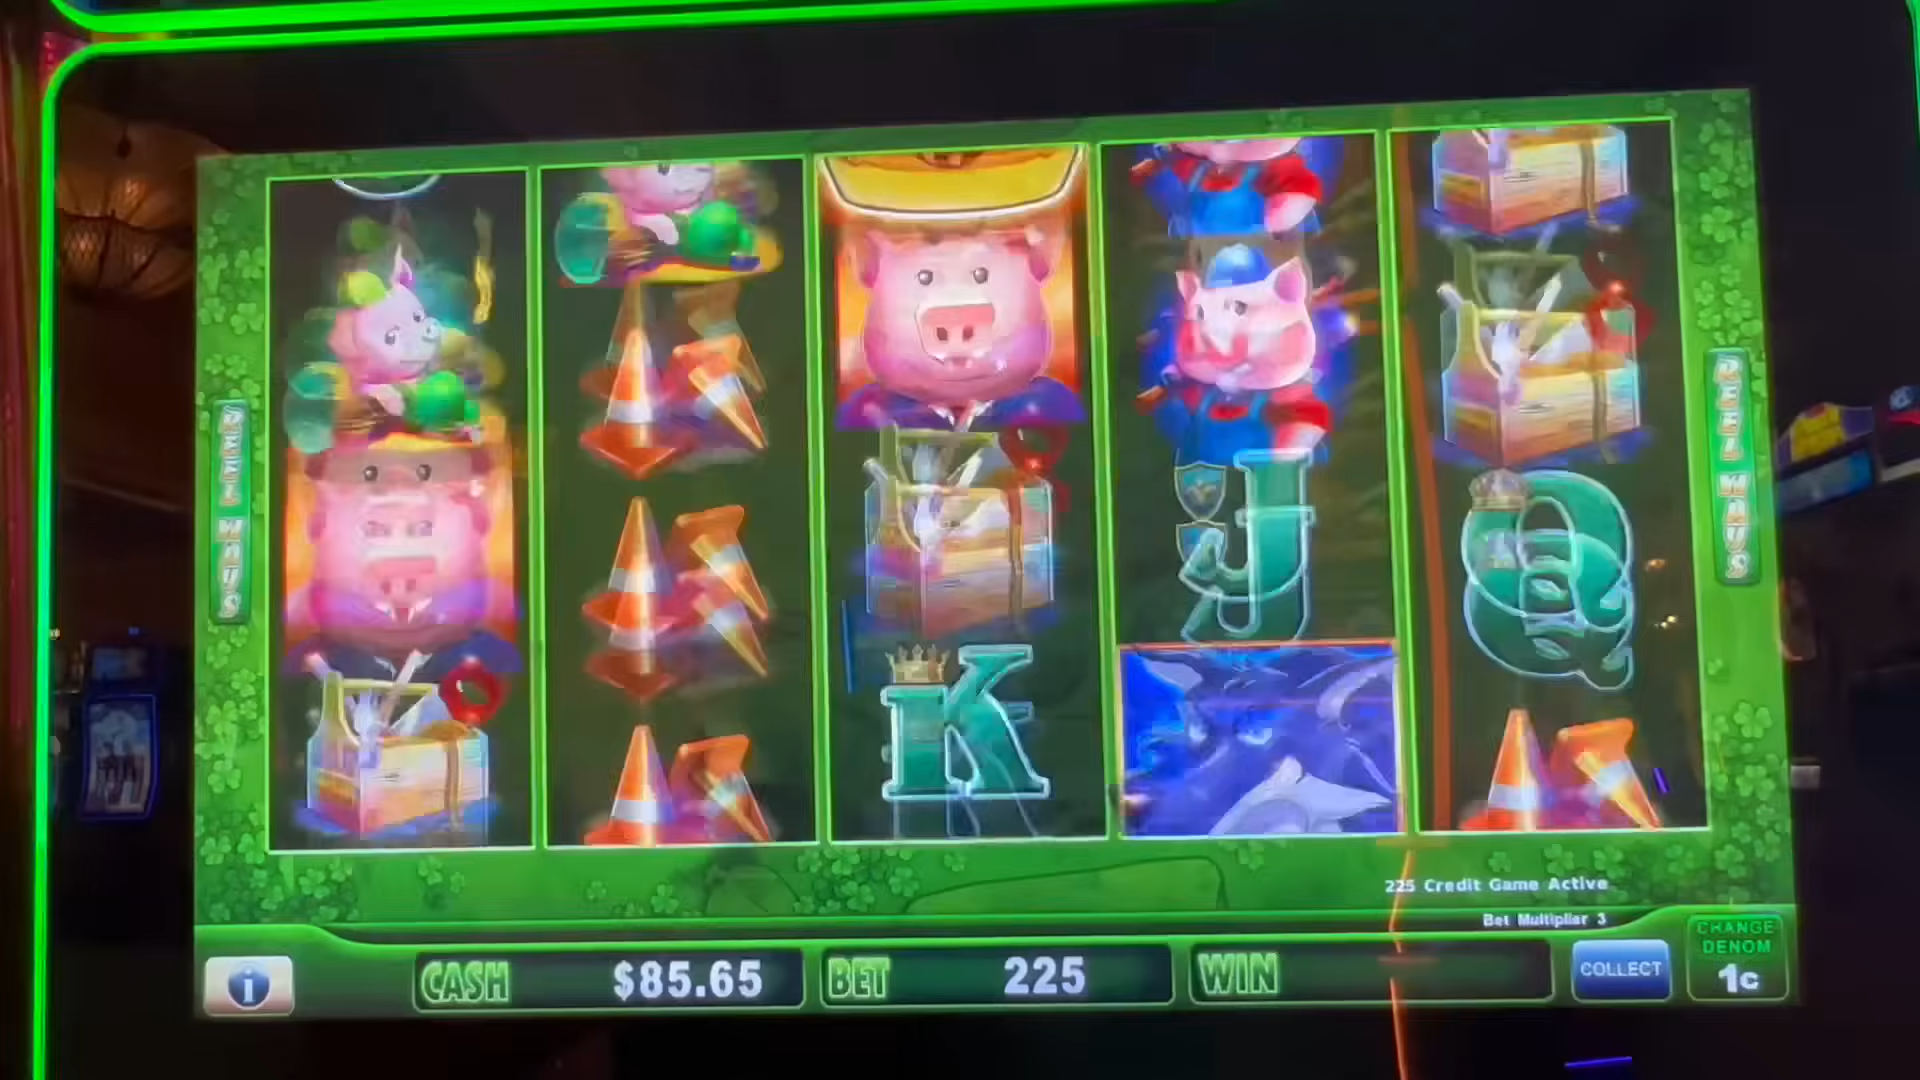 J
Q
K
REEL WAYS
REEL WAYS
225 Credit Game Active
Bet Multiplier 3
i
CASH $85.65
BET 225
WIN
COLLECT
CHANGE
DENOM
1c